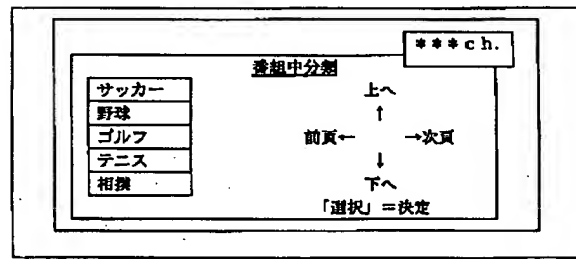 ＊＊＊ｃｈ．
番組中分類
サッカー
野球
ゴルフ
テニス
相撲
上へ
↑
前頁← →次頁
↓
下へ
「選択」＝決定